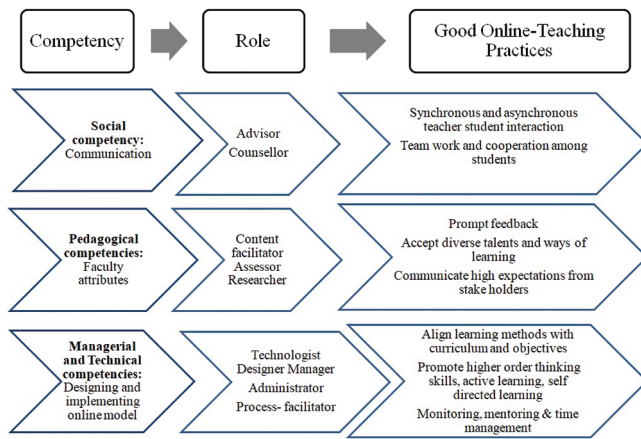 Competency
Role
Good Online-Teaching
Practices
Social
competency:
Communication
Advisor
Counsellor
Synchronous and asynchronous
teacher student interaction
Team work and cooperation among
students
Pedagogical
competencies:
Faculty
attributes
Content
facilitator
Assessor
Researcher
Prompt feedback
Accept diverse talents and ways of
learning
Communicate high expectations from
stake holders
Managerial and Technical
competencies:
Designing and
implementing
online model
Technologist
Designer Manager
Administrator
Process- facilitator
Align learning methods with
curriculum and objectives
Promote higher order thinking
skills, active learning, self
directed learning
Monitoring, mentoring & time
management